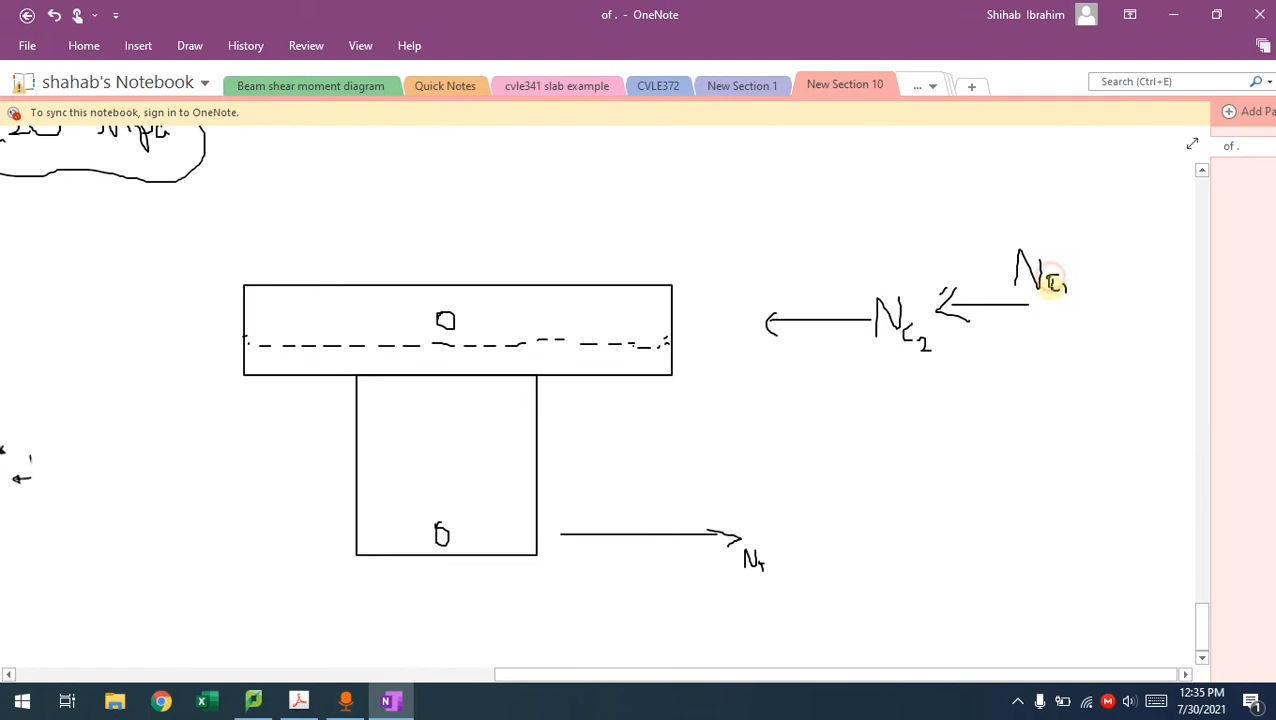 of . - OneNote
Shihab Ibrahim
File Home Insert Draw History Review View Help
shahab's Notebook
Beam shear moment diagram
Quick Notes
cvle341 slab example
CVLE372
New Section 1
New Section 10
...
+
Search (Ctrl+E)
To sync this notebook, sign in to OneNote.
Add Pa
of .
NC2
NT
12:35 PM
7/30/2021